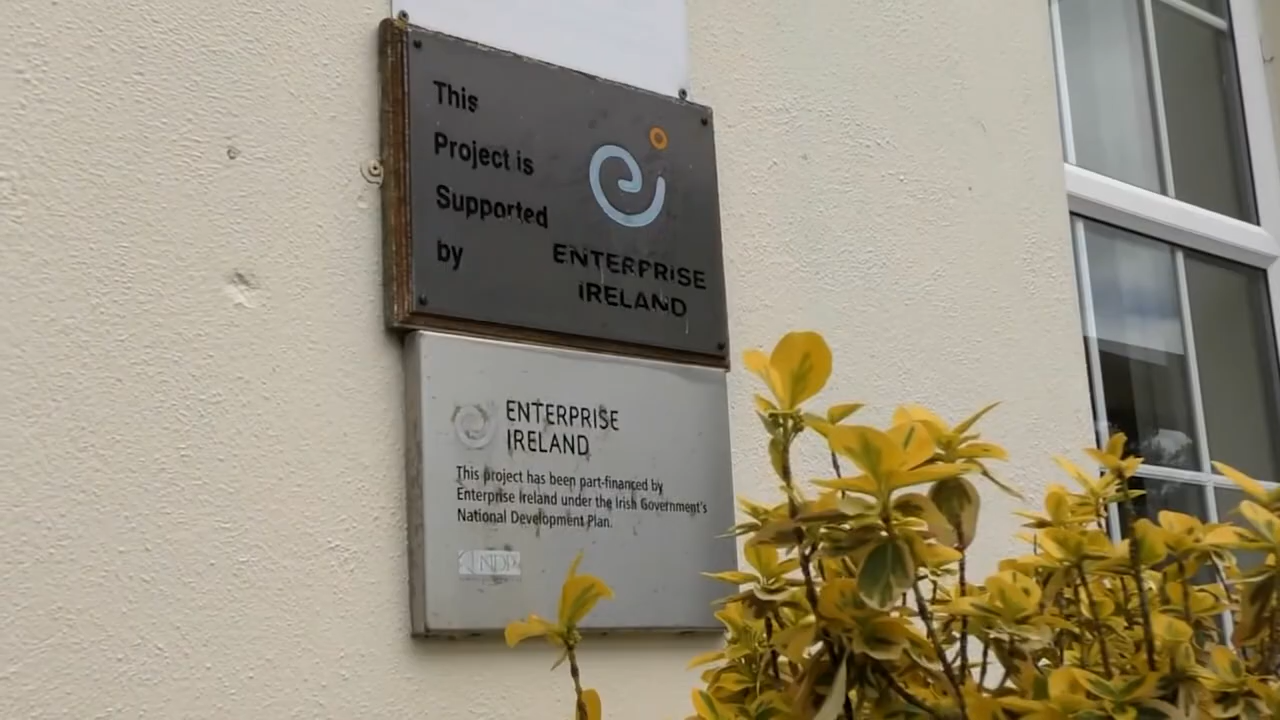 This
Project is
Supported
by
ENTERPRISE
IRELAND
ENTERPRISE
IRELAND
This project has been part-financed by
Enterprise Ireland under the Irish Government's
National Development Plan.
NDP